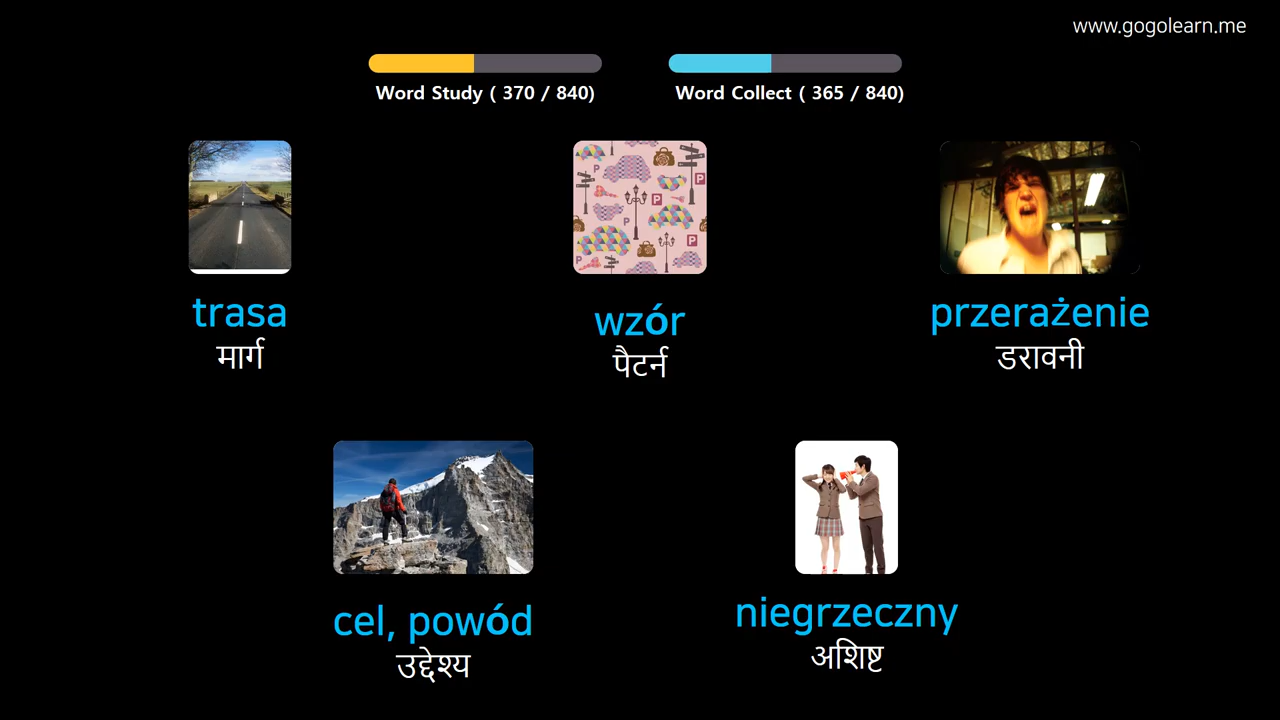 www.gogolearn.me
Word Study ( 370 / 840)
Word Collect ( 365 / 840)
trasa
मार्ग
wzór
पैटर्न
przerażenie
डरावनी
cel, powód
उद्देश्य
niegrzeczny
अशिष्ट